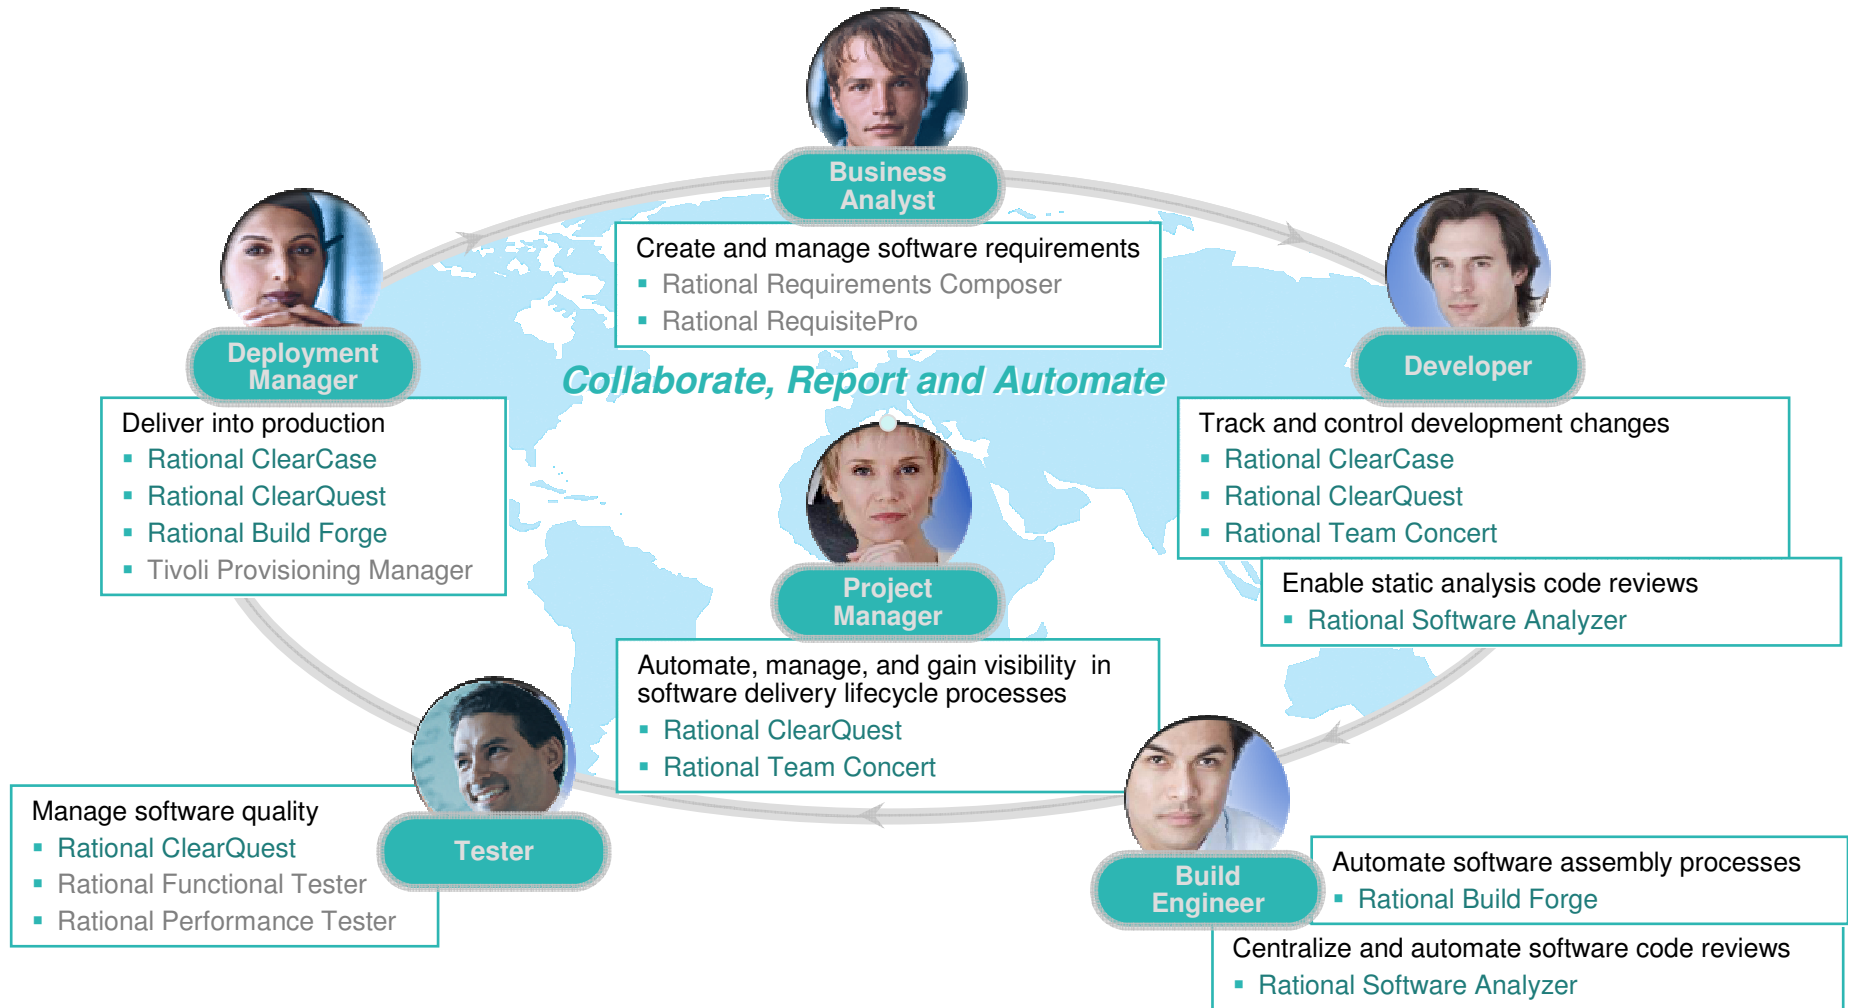 Business
Analyst
Create and manage software requirements
▪ Rational Requirements Composer
▪ Rational RequisitePro
Deployment
Manager
Deliver into production
▪ Rational ClearCase
▪ Rational ClearQuest
▪ Rational Build Forge
▪ Tivoli Provisioning Manager
Collaborate, Report and Automate
Developer
Track and control development changes
▪ Rational ClearCase
▪ Rational ClearQuest
▪ Rational Team Concert
Enable static analysis code reviews
▪ Rational Software Analyzer
Project
Manager
Automate, manage, and gain visibility in
software delivery lifecycle processes
▪ Rational ClearQuest
▪ Rational Team Concert
Tester
Manage software quality
▪ Rational ClearQuest
▪ Rational Functional Tester
▪ Rational Performance Tester
Build
Engineer
Automate software assembly processes
▪ Rational Build Forge
Centralize and automate software code reviews
▪ Rational Software Analyzer